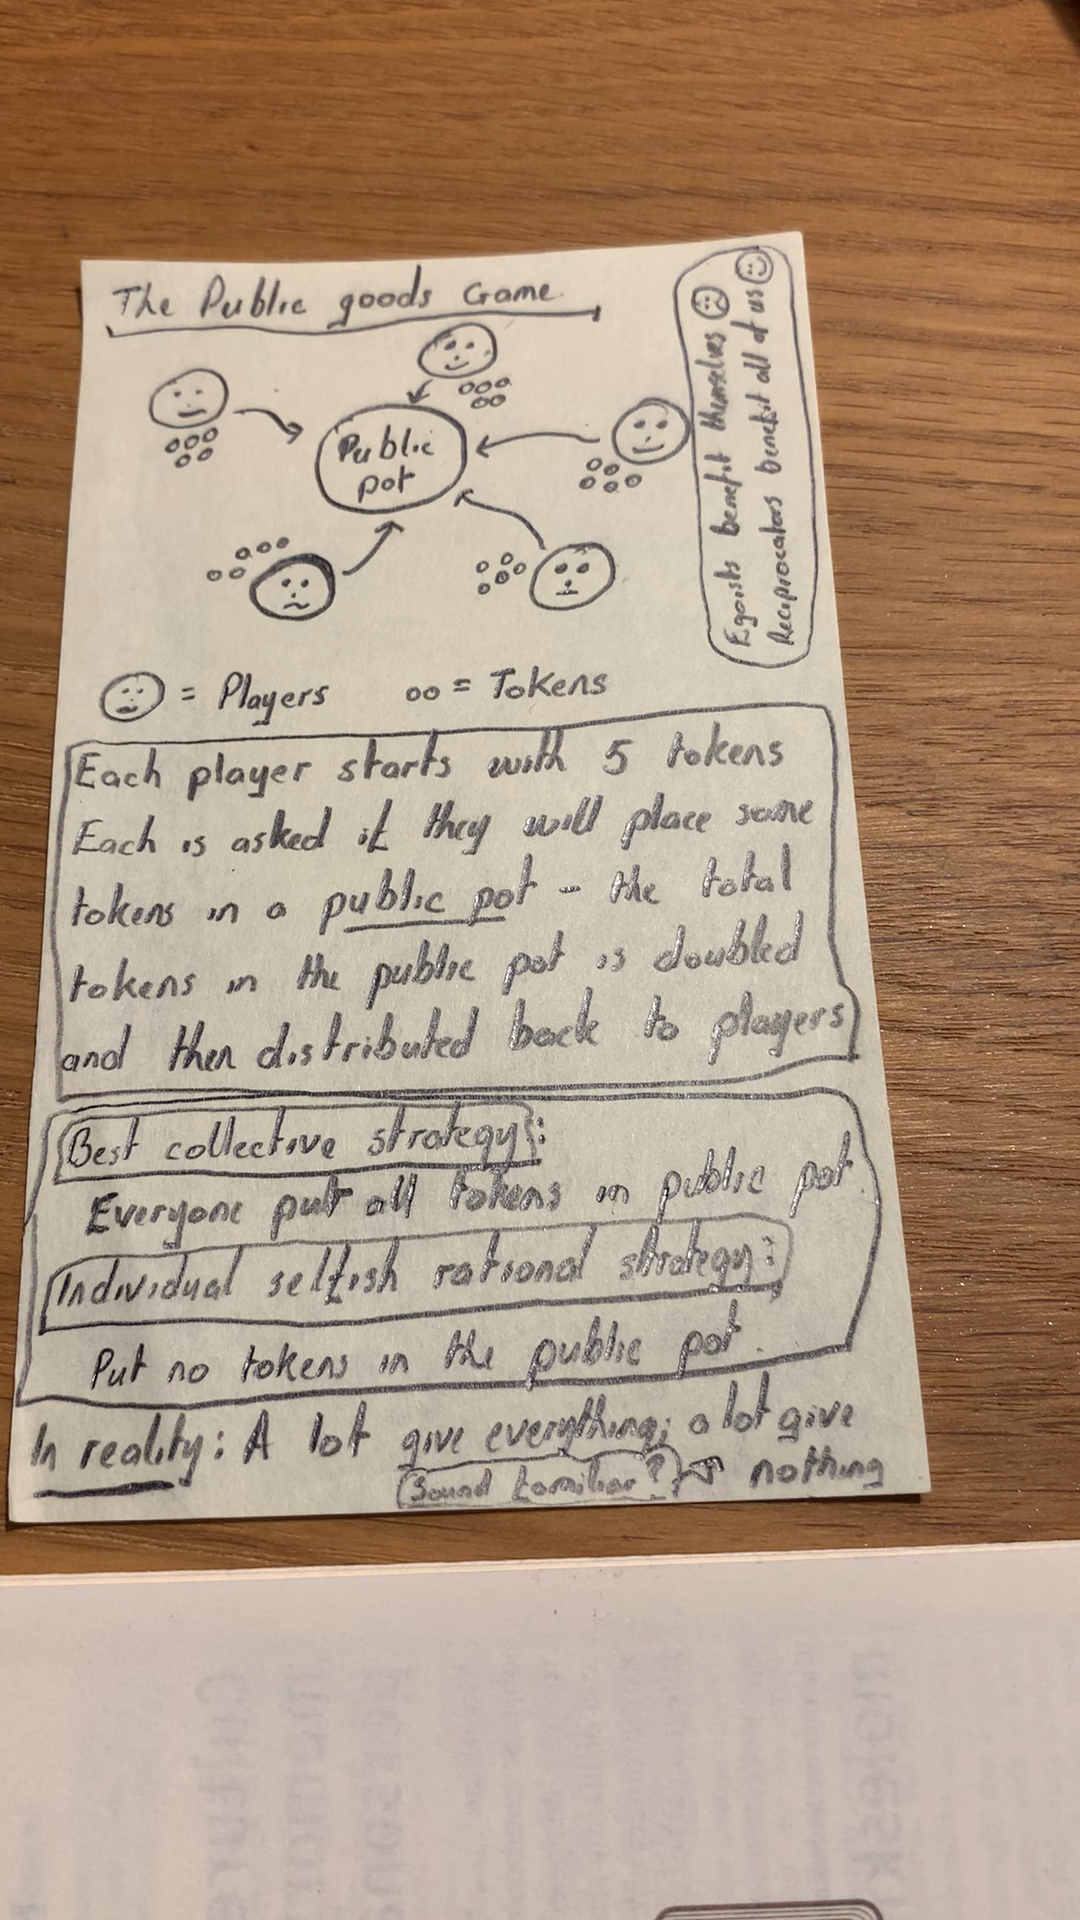 The Public goods Game
Egoists benefit themselves
Reciprocators benefit all of us
Public
pot
= Players
= Tokens
Each player starts with 5 tokens
Each is asked if they will place some
tokens in a public pot - the total
tokens in the public pot is doubled
and then distributed back to players
Best collective strategy:
Everyone put all tokens in public pot
Individual selfish rational strategy:
Put no tokens in the public pot.
In reality: A lot give everything; a lot give
nothing
Sound familiar?